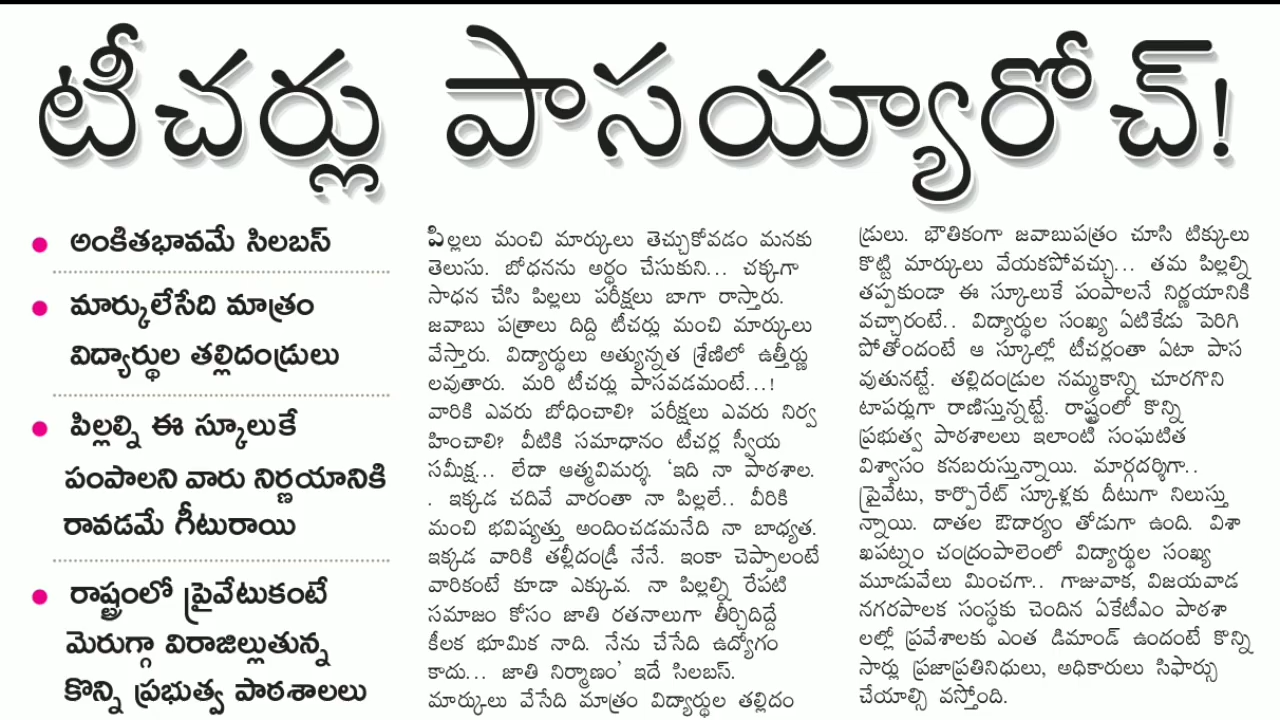 టీచర్లు పాసయ్యారోచ్!
• అంకితభావమే సిలబస్
• మార్కులేసేది మాత్రం
విద్యార్థుల తల్లిదండ్రులు
• పిల్లల్ని ఈ స్కూలుకే
పంపాలని వారు నిర్ణయానికి
రావడమే గీటురాయి
• రాష్ట్రంలో ప్రైవేటుకంటే
మెరుగ్గా విరాజిల్లుతున్న
కొన్ని ప్రభుత్వ పాఠశాలలు
పిల్లలు మంచి మార్కులు తెచ్చుకోవడం మనకు
తెలుసు. బోధనను అర్థం చేసుకుని... చక్కగా
సాధన చేసి పిల్లలు పరీక్షలు బాగా రాస్తారు.
జవాబు పత్రాలు దిద్ది టీచర్లు మంచి మార్కులు
వేస్తారు. విద్యార్థులు అత్యున్నత శ్రేణిలో ఉత్తీర్ణు
లవుతారు. మరి టీచర్లు పాసవడమంటే...!
వారికి ఎవరు బోధించాలి? పరీక్షలు ఎవరు నిర్వ
హించాలి? వీటికి సమాధానం టీచర్ల స్వీయ
సమీక్ష... లేదా ఆత్మవిమర్శ. ‘ఇది నా పాఠశాల.
. ఇక్కడ చదివే వారంతా నా పిల్లలే.. వీరికి
మంచి భవిష్యత్తు అందించడమనేది నా బాధ్యత.
ఇక్కడ వారికి తల్లీదండ్రీ నేనే. ఇంకా చెప్పాలంటే
వారికంటే కూడా ఎక్కువ. నా పిల్లల్ని రేపటి
సమాజం కోసం జాతి రతనాలుగా తీర్చిదిద్దే
కీలక భూమిక నాది. నేను చేసేది ఉద్యోగం
కాదు... జాతి నిర్మాణం’ ఇదే సిలబస్.
మార్కులు వేసేది మాత్రం విద్యార్థుల తల్లిదం
డ్రులు. భౌతికంగా జవాబుపత్రం చూసి టిక్కులు
కొట్టి మార్కులు వేయకపోవచ్చు... తమ పిల్లల్ని
తప్పకుండా ఈ స్కూలుకే పంపాలనే నిర్ణయానికి
వచ్చారంటే.. విద్యార్థుల సంఖ్య ఏటికేడు పెరిగి
పోతోందంటే ఆ స్కూల్లో టీచర్లంతా ఏటా పాస
వుతునట్టే. తల్లిదండ్రుల నమ్మకాన్ని చూరగొని
టాపర్లుగా రాణిస్తున్నట్టే. రాష్ట్రంలో కొన్ని
ప్రభుత్వ పాఠశాలలు ఇలాంటి సంఘటిత
విశ్వాసం కనబరుస్తున్నాయి. మార్గదర్శిగా..
ప్రైవేటు, కార్పొరేట్ స్కూళ్లకు దీటుగా నిలుస్తు
న్నాయి. దాతల ఔదార్యం తోడుగా ఉంది. విశా
ఖపట్నం చంద్రంపాలెంలో విద్యార్థుల సంఖ్య
మూడువేలు మించగా.. గాజువాక, విజయవాడ
నగరపాలక సంస్థకు చెందిన ఏకేటీఎం పాఠశా
లల్లో ప్రవేశాలకు ఎంత డిమాండ్ ఉందంటే కొన్ని
సార్లు ప్రజాప్రతినిధులు, అధికారులు సిఫార్సు
చేయాల్సి వస్తోంది.